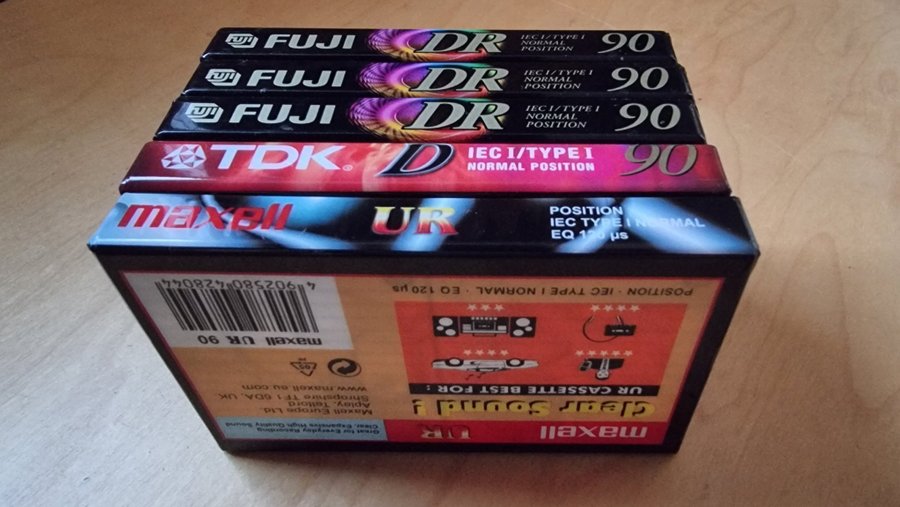 FUJI FUJI DR IEC I/TYPE I NORMAL POSITION 90
FUJI FUJI DR IEC I/TYPE I NORMAL POSITION 90
FUJI FUJI DR IEC I/TYPE I NORMAL POSITION 90
TDK. D IEC I/TYPE I NORMAL POSITION 90
maxell UR POSITION
IEC TYPE I NORMAL
EQ 120 µs
maxell UR
Clear Sound!
UR CASSETTE BEST FOR:
POSITION · IEC TYPE I NORMAL · EQ 120 µs
Great for Everyday Recording
Clear, Expansive High Quality Sound
Maxell Europe Ltd.
Apley, Telford
Shropshire TF1 6DA, UK
www.maxell.eu.com
maxell UR 90
4 902580 428044